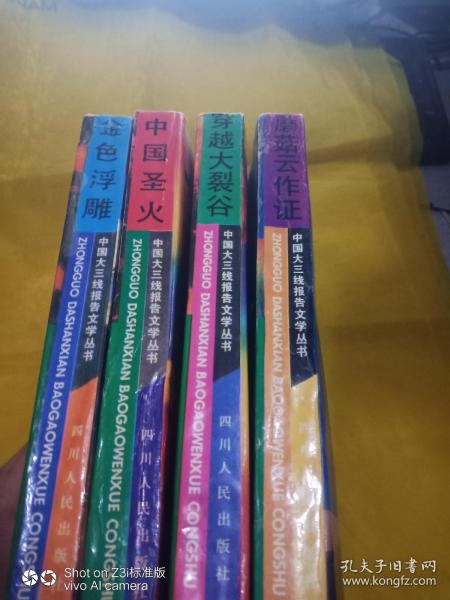 金色浮雕
中国大三线报告文学丛书
ZHONGGUO DASHANXIAN BAOGAOWENXUE CONG
四川人民出版
中国圣火
中国大三线报告文学丛书
ZHONGGUO DASHANXIAN BAOGAOWENXUE CONG
四川人民出版
穿越大裂谷
中国大三线报告文学丛书
ZHONGGUO DASHANXIAN BAOGAOWENXUE CONGSHU
四川人民出版社
蘑菇云作证
中国大三线报告文学丛书
ZHONGGUO DASHANXIAN BAOGAOWENXUE CONGSHU
Shot on Z3i标准版
vivo AI camera
孔夫子旧书网
www.kongfz.com